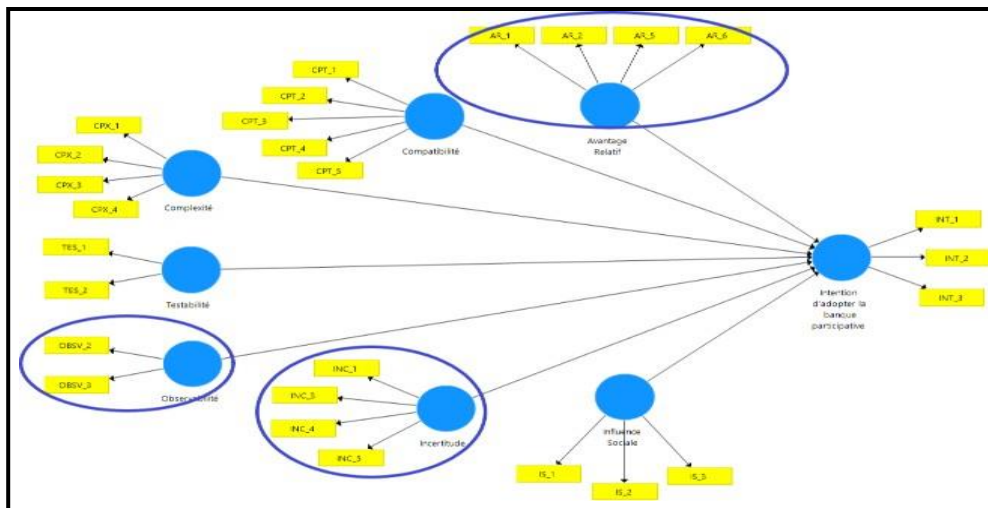 AR_1
AR_2
AR_5
AR_6
Avantage
Relatif
CPT_1
CPT_2
CPT_3
CPT_4
CPT_5
Compatibilité
CPX_1
CPX_2
CPX_3
CPX_4
Complexité
TES_1
TES_2
Testabilité
OBSV_2
OBSV_3
Observabilité
INC_1
INC_4
Incertitude
Influence
Sociale
IS_1
IS_2
IS_3
INT_1
INT_2
INT_3
Intention
d'adopter la
banque
participative